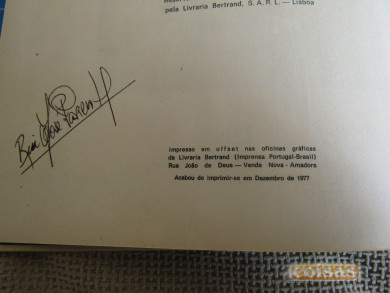 pela Livraria Bertrand, S. A. R. L. — Lisboa
Impresso em offset nas oficinas gráficas
da Livraria Bertrand (Imprensa Portugal-Brasil)
Rua João de Deus — Venda Nova - Amadora
Acabou de imprimir-se em Dezembro de 1977
coisas